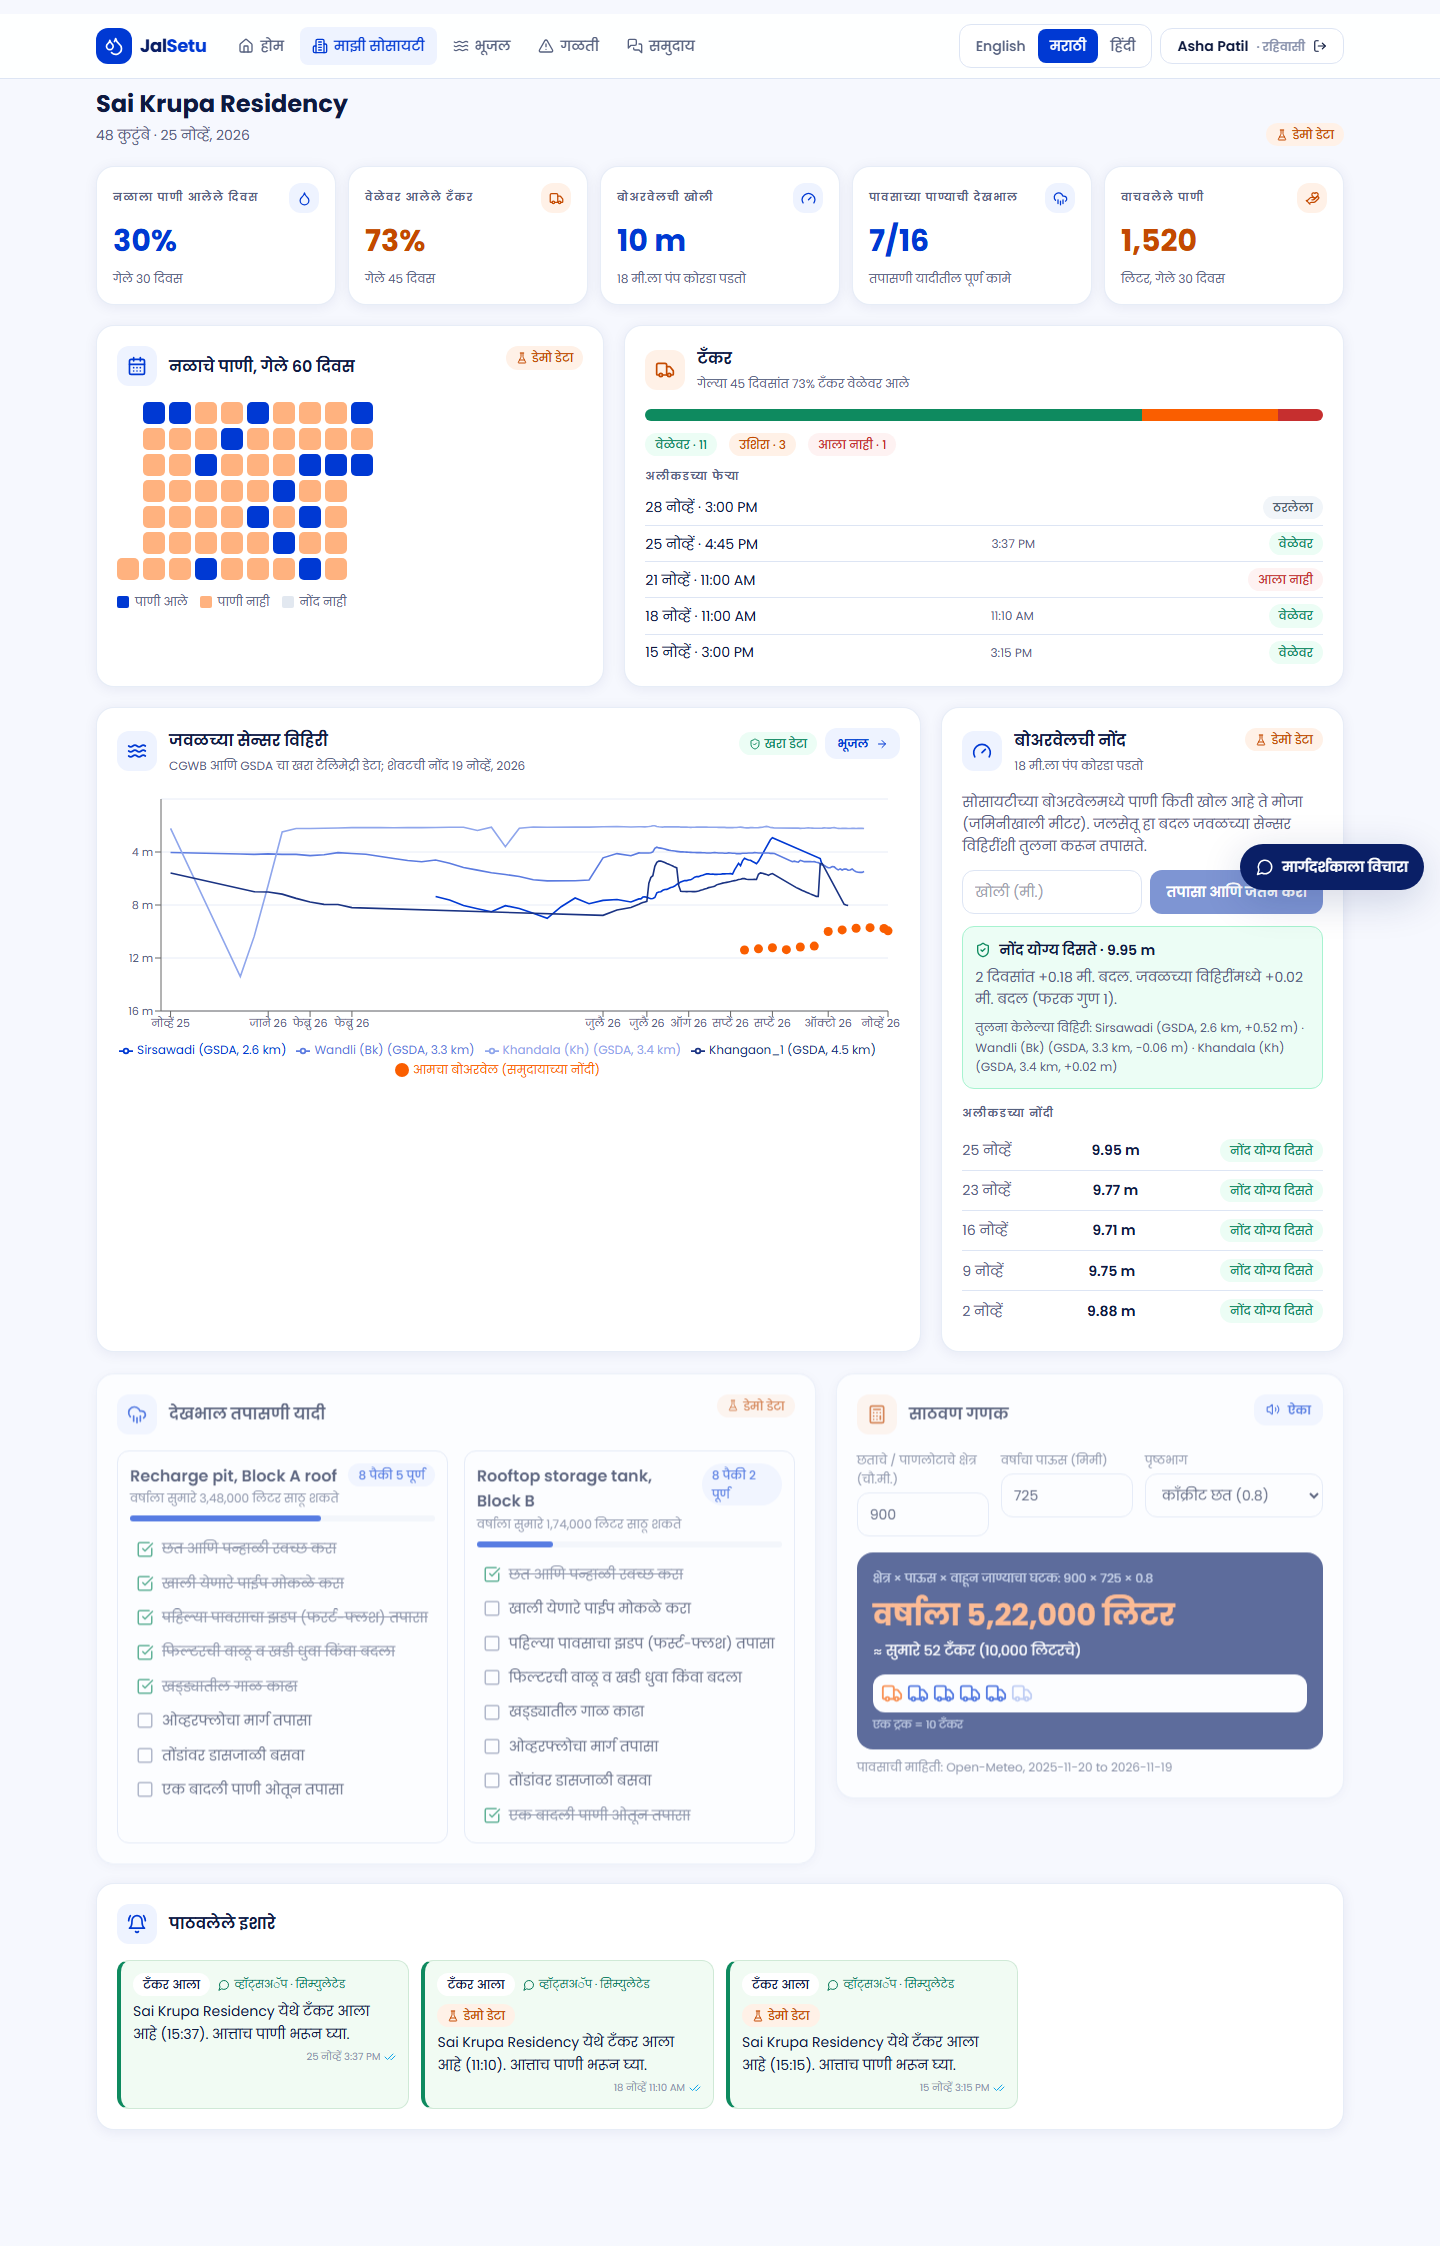 JalSetu
होम
माझी सोसायटी
भूजल
गळती
समुदाय
English
मराठी
हिंदी
Asha Patil · रहिवासी
Sai Krupa Residency
48 कुटुंबे · 25 नोव्हें, 2026
डेमो डेटा
नळाला पाणी आलेले दिवस
30%
गेले 30 दिवस
वेळेवर आलेले टँकर
73%
गेले 45 दिवस
बोअरवेलची खोली
10 m
18 मी.ला पंप कोरडा पडतो
पावसाच्या पाण्याची देखभाल
7/16
तपासणी यादीतील पूर्ण कामे
वाचवलेले पाणी
1,520
लिटर, गेले 30 दिवस
नळाचे पाणी, गेले 60 दिवस
डेमो डेटा
पाणी आले
पाणी नाही
नोंद नाही
टँकर
गेल्या 45 दिवसांत 73% टँकर वेळेवर आले
वेळेवर · 11
उशिरा · 3
आला नाही · 1
अलीकडच्या फेऱ्या
28 नोव्हें · 3:00 PM
ठरलेला
25 नोव्हें · 4:45 PM
3:37 PM
वेळेवर
21 नोव्हें · 11:00 AM
आला नाही
18 नोव्हें · 11:00 AM
11:10 AM
वेळेवर
15 नोव्हें · 3:00 PM
3:15 PM
वेळेवर
जवळच्या सेन्सर विहिरी
CGWB आणि GSDA चा खरा टेलिमेट्री डेटा; शेवटची नोंद 19 नोव्हें, 2026
खरा डेटा
भूजल
4 m
8 m
12 m
16 m
नोव्हें 25
जाने 26
फेब्रु 26
फेब्रु 26
जुलै 26
जुलै 26
ऑग 26
सप्टें 26
सप्टें 26
ऑक्टो 26
नोव्हें 26
Sirsawadi (GSDA, 2.6 km)
Wandli (Bk) (GSDA, 3.3 km)
Khandala (Kh) (GSDA, 3.4 km)
Khangaon_1 (GSDA, 4.5 km)
आमचा बोअरवेल (समुदायाच्या नोंदी)
बोअरवेलची नोंद
18 मी.ला पंप कोरडा पडतो
डेमो डेटा
सोसायटीच्या बोअरवेलमध्ये पाणी किती खोल आहे ते मोजा
(जमिनीखाली मीटर). जलसेतू हा बदल जवळच्या सेन्सर
विहिरींशी तुलना करून तपासते.
मार्गदर्शकाला विचारा
खोली (मी.)
तपासा आणि जतन करा
नोंद योग्य दिसते · 9.95 m
2 दिवसांत +0.18 मी. बदल. जवळच्या विहिरींमध्ये +0.02
मी. बदल (फरक गुण 1).
तुलना केलेल्या विहिरी: Sirsawadi (GSDA, 2.6 km, +0.52 m) ·
Wandli (Bk) (GSDA, 3.3 km, -0.06 m) · Khandala (Kh)
(GSDA, 3.4 km, +0.02 m)
अलीकडच्या नोंदी
25 नोव्हें
9.95 m
नोंद योग्य दिसते
23 नोव्हें
9.77 m
नोंद योग्य दिसते
16 नोव्हें
9.71 m
नोंद योग्य दिसते
9 नोव्हें
9.75 m
नोंद योग्य दिसते
2 नोव्हें
9.88 m
नोंद योग्य दिसते
देखभाल तपासणी यादी
डेमो डेटा
Recharge pit, Block A roof
8 पैकी 5 पूर्ण
वर्षाला सुमारे 3,48,000 लिटर साठू शकते
छत आणि पन्हाळी स्वच्छ करा
खाली येणारे पाईप मोकळे करा
पहिल्या पावसाचा झडप (फर्स्ट-फ्लश) तपासा
फिल्टरची वाळू व खडी धुवा किंवा बदला
खड्ड्यातील गाळ काढा
ओव्हरफ्लोचा मार्ग तपासा
तोंडांवर डासजाळी बसवा
एक बादली पाणी ओतून तपासा
Rooftop storage tank,
Block B
8 पैकी 2
पूर्ण
वर्षाला सुमारे 1,74,000 लिटर साठू शकते
छत आणि पन्हाळी स्वच्छ करा
खाली येणारे पाईप मोकळे करा
पहिल्या पावसाचा झडप (फर्स्ट-फ्लश) तपासा
फिल्टरची वाळू व खडी धुवा किंवा बदला
खड्ड्यातील गाळ काढा
ओव्हरफ्लोचा मार्ग तपासा
तोंडांवर डासजाळी बसवा
एक बादली पाणी ओतून तपासा
साठवण गणक
ऐका
छताचे / पाणलोटाचे क्षेत्र
(चौ.मी.)
900
वर्षाचा पाऊस (मिमी)
725
पृष्ठभाग
काँक्रीट छत (0.8)
क्षेत्र × पाऊस × वाहून जाण्याचा घटक: 900 × 725 × 0.8
वर्षाला 5,22,000 लिटर
≈ सुमारे 52 टँकर (10,000 लिटरचे)
एक ट्रक = 10 टँकर
पावसाची माहिती: Open-Meteo, 2025-11-20 to 2026-11-19
पाठवलेले इशारे
टँकर आला
व्हॉट्सअॅप · सिम्युलेटेड
Sai Krupa Residency येथे टँकर आला
आहे (15:37). आत्ताच पाणी भरून घ्या.
25 नोव्हें 3:37 PM
टँकर आला
व्हॉट्सअॅप · सिम्युलेटेड
डेमो डेटा
Sai Krupa Residency येथे टँकर आला
आहे (11:10). आत्ताच पाणी भरून घ्या.
18 नोव्हें 11:10 AM
टँकर आला
व्हॉट्सअॅप · सिम्युलेटेड
डेमो डेटा
Sai Krupa Residency येथे टँकर आला
आहे (15:15). आत्ताच पाणी भरून घ्या.
15 नोव्हें 3:15 PM